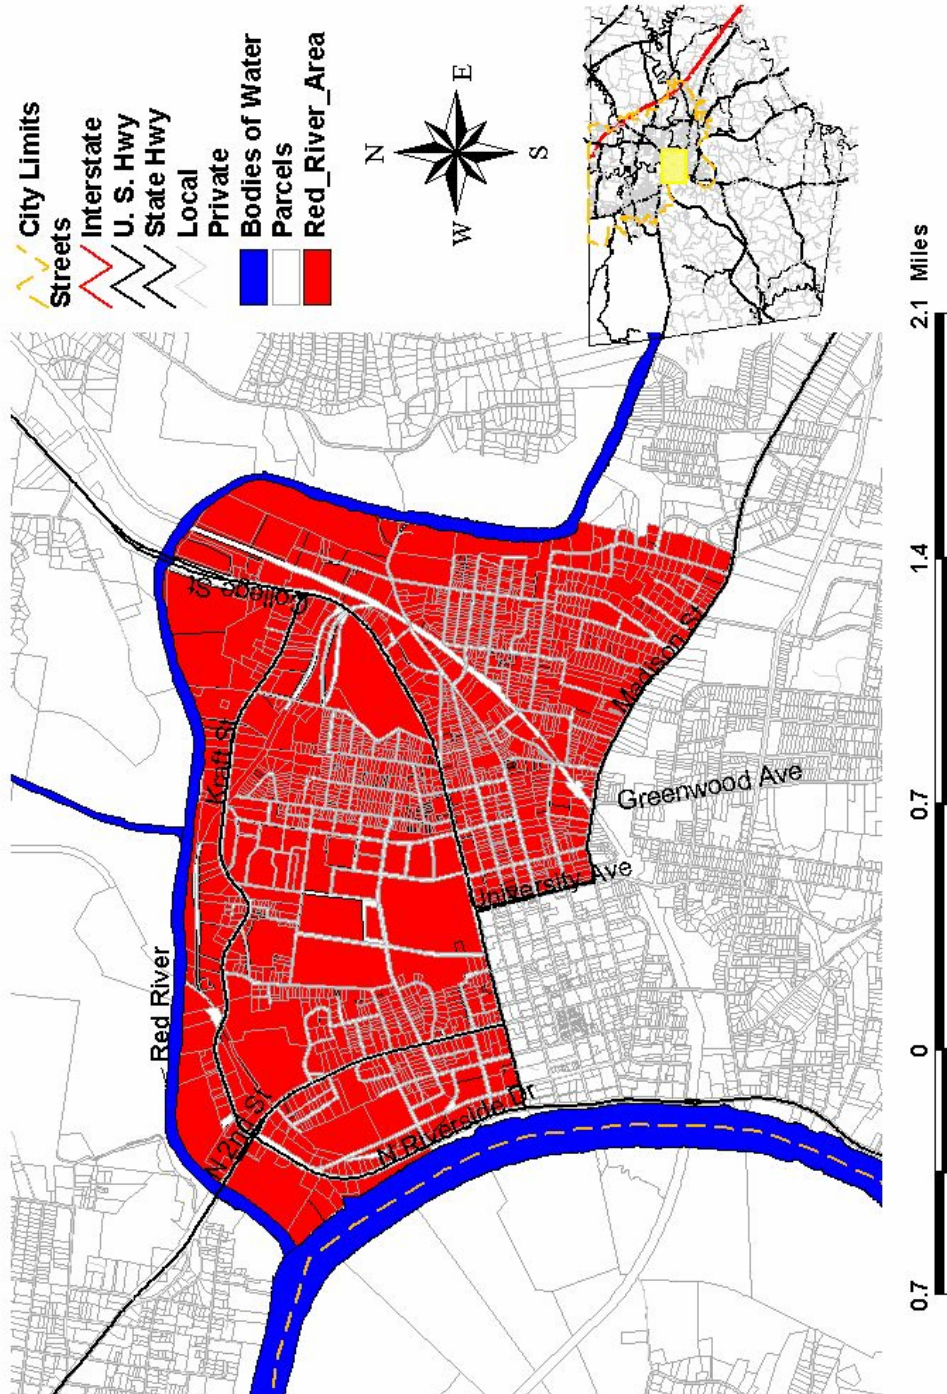 City Limits
Streets
Interstate
U. S. Hwy
State Hwy
Local
Private
Bodies of Water
Parcels
Red_River_Area
N
W
E
S
College St
Kraft St
Madison St
Greenwood Ave
University Ave
Red River
N 2nd St
N Riverside Dr
0.7
0
0.7
1.4
2.1 Miles